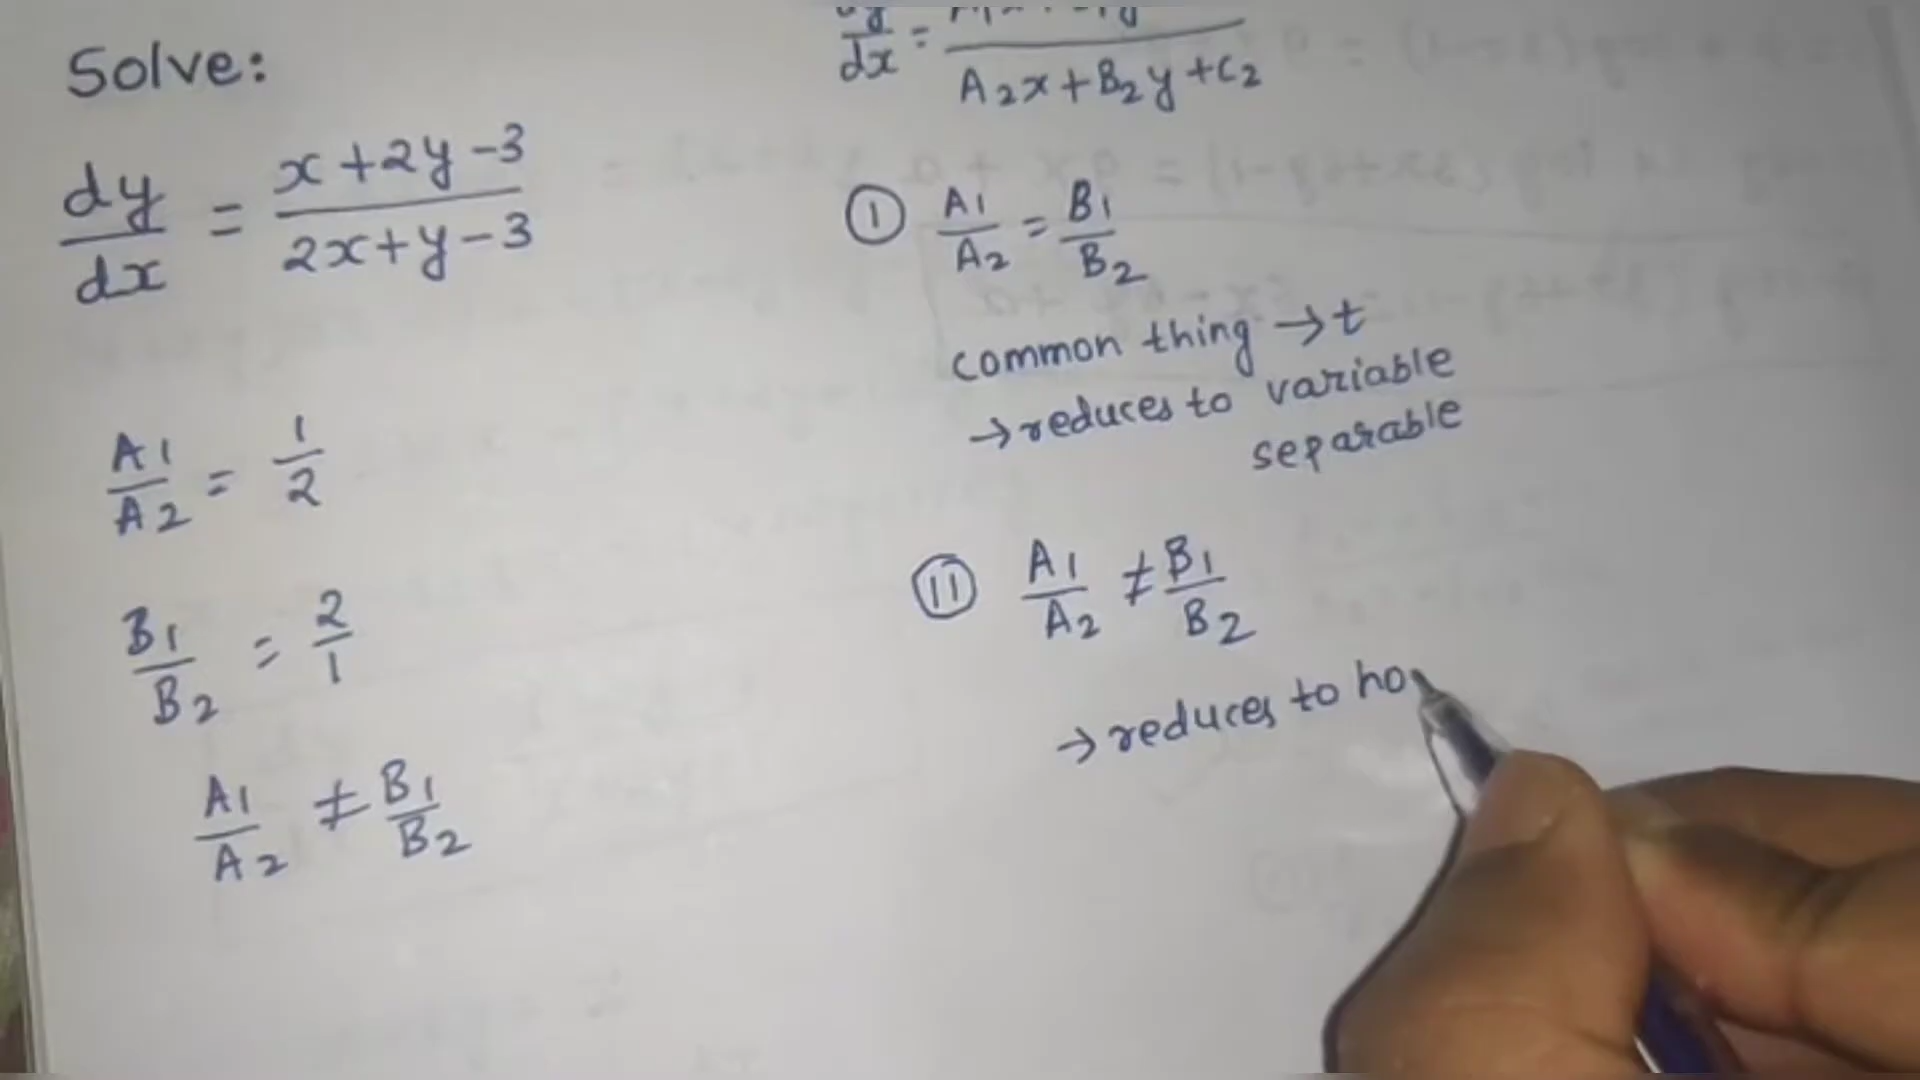 Solve:
dy/dx = x+2y-3/2x+y-3
A1/A2 = 1/2
B1/B2 = 2/1
A1/A2 ≠ B1/B2
dy/dx = /A2x+B2y+C2
① A1/A2 = B1/B2
common thing → t
→ reduces to variable
separable
⑪ A1/A2 ≠ B1/B2
→ reduces to ho